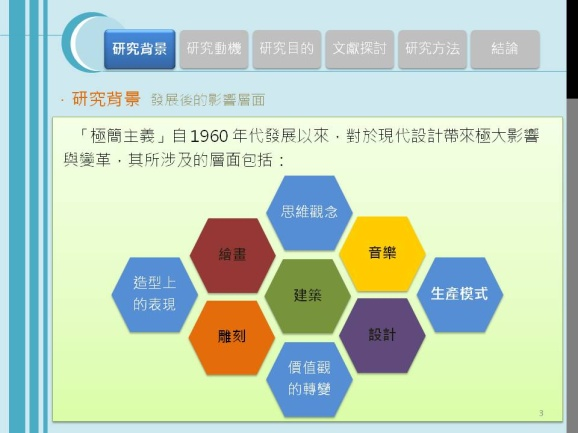 研究背景 研究動機 研究目的 文獻探討 研究方法 結論
· 研究背景 發展後的影響層面
「極簡主義」自 1960 年代發展以來，對於現代設計帶來極大影響
與變革，其所涉及的層面包括：
思維觀念
繪畫
音樂
造型上
的表現
建築
生產模式
雕刻
設計
價值觀
的轉變
3